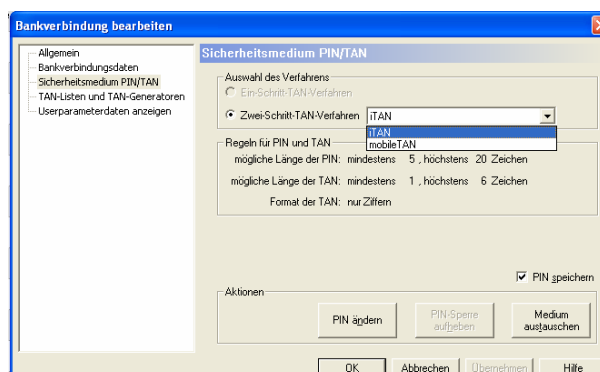 Bankverbindung bearbeiten
Allgemein
Bankverbindungsdaten
Sicherheitsmedium PIN/TAN
TAN-Listen und TAN-Generatoren
Userparameterdaten anzeigen
Sicherheitsmedium PIN/TAN
Auswahl des Verfahrens
Ein-Schritt-TAN-Verfahren
Zwei-Schritt-TAN-Verfahren iTAN
iTAN
mobileTAN
Regeln für PIN und TAN
mögliche Länge der PIN: mindestens 5 , höchstens 20 Zeichen
mögliche Länge der TAN: mindestens 1 , höchstens 6 Zeichen
Format der TAN: nur Ziffern
PIN speichern
Aktionen
PIN ändern
PIN-Sperre aufheben
Medium austauschen
OK Abbrechen Übernehmen Hilfe